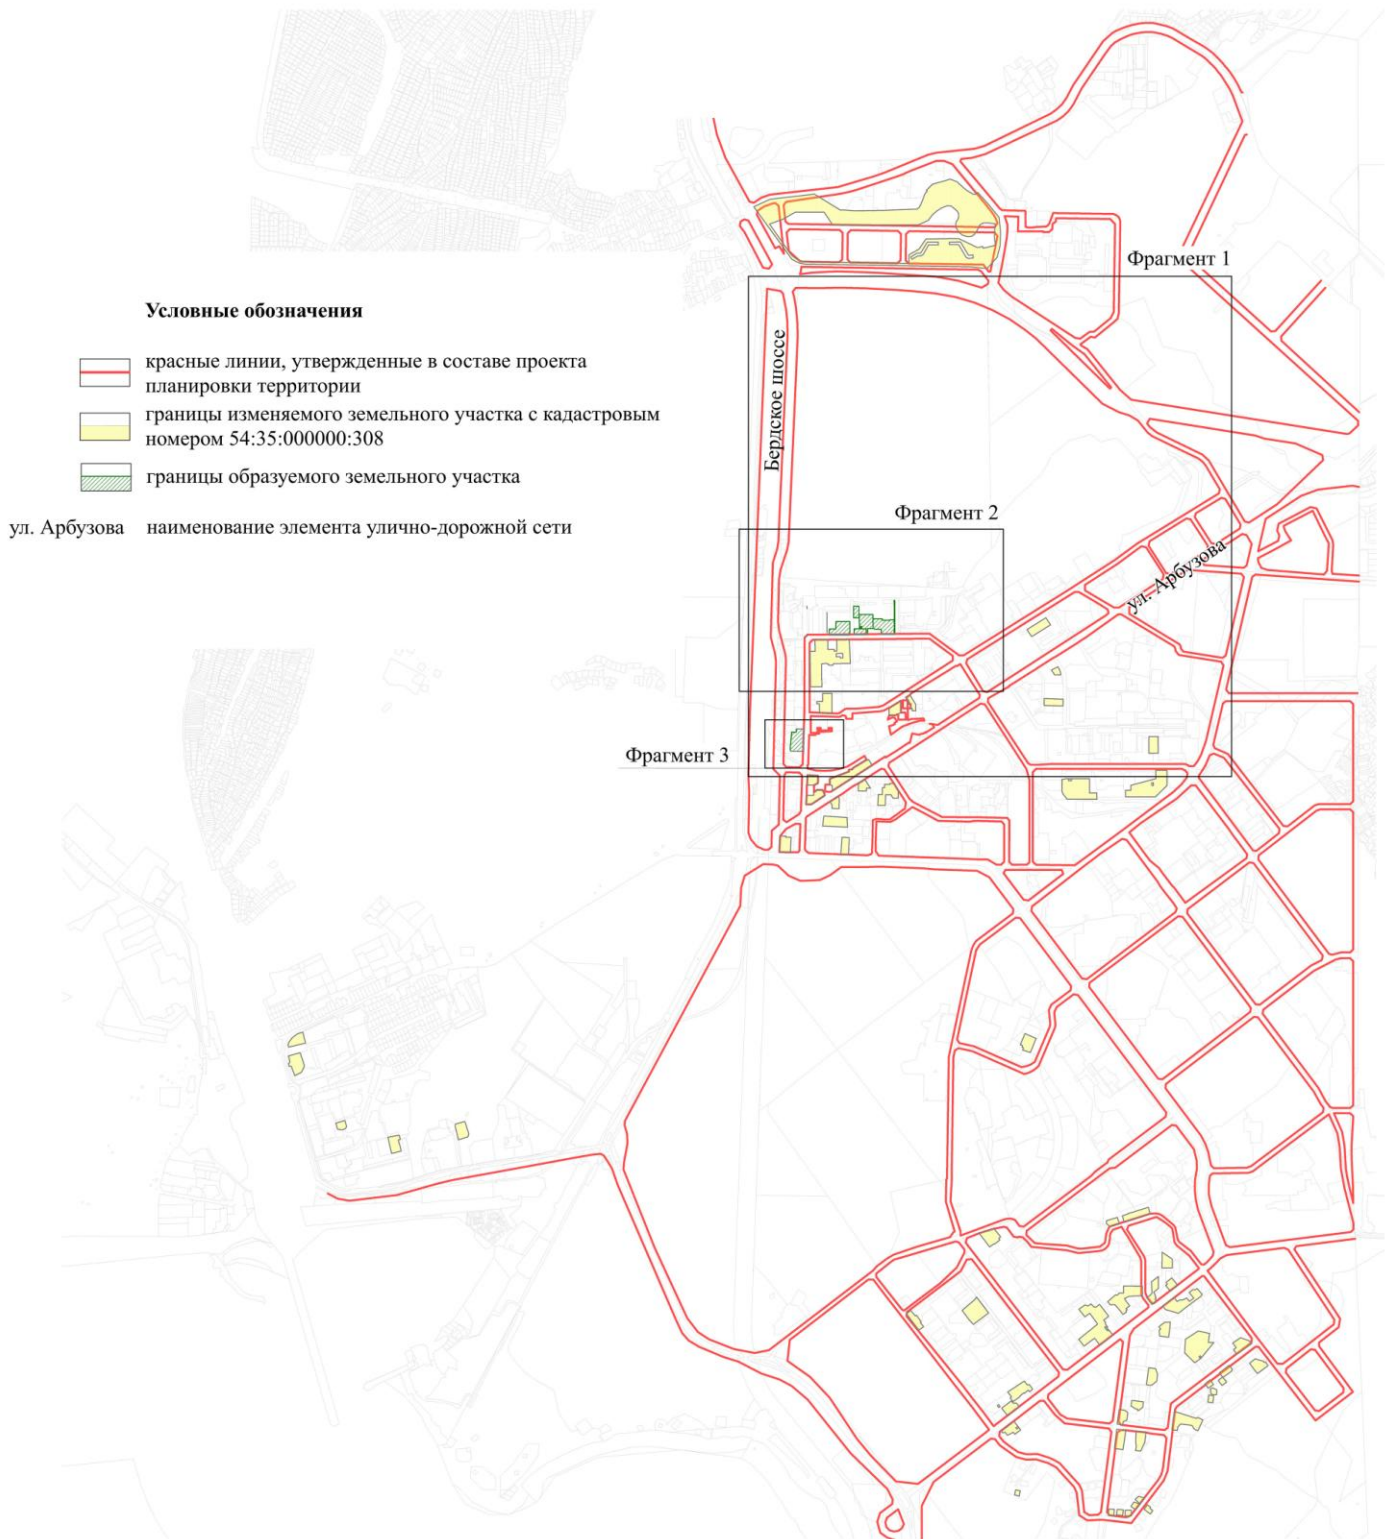 Фрагмент 1
Условные обозначения
Бердское шоссе
красные линии, утвержденные в составе проекта
планировки территории
границы изменяемого земельного участка с кадастровым
номером 54:35:000000:308
границы образуемого земельного участка
Фрагмент 2
ул. Арбузова наименование элемента улично-дорожной сети
ул. Арбузова
Фрагмент 3